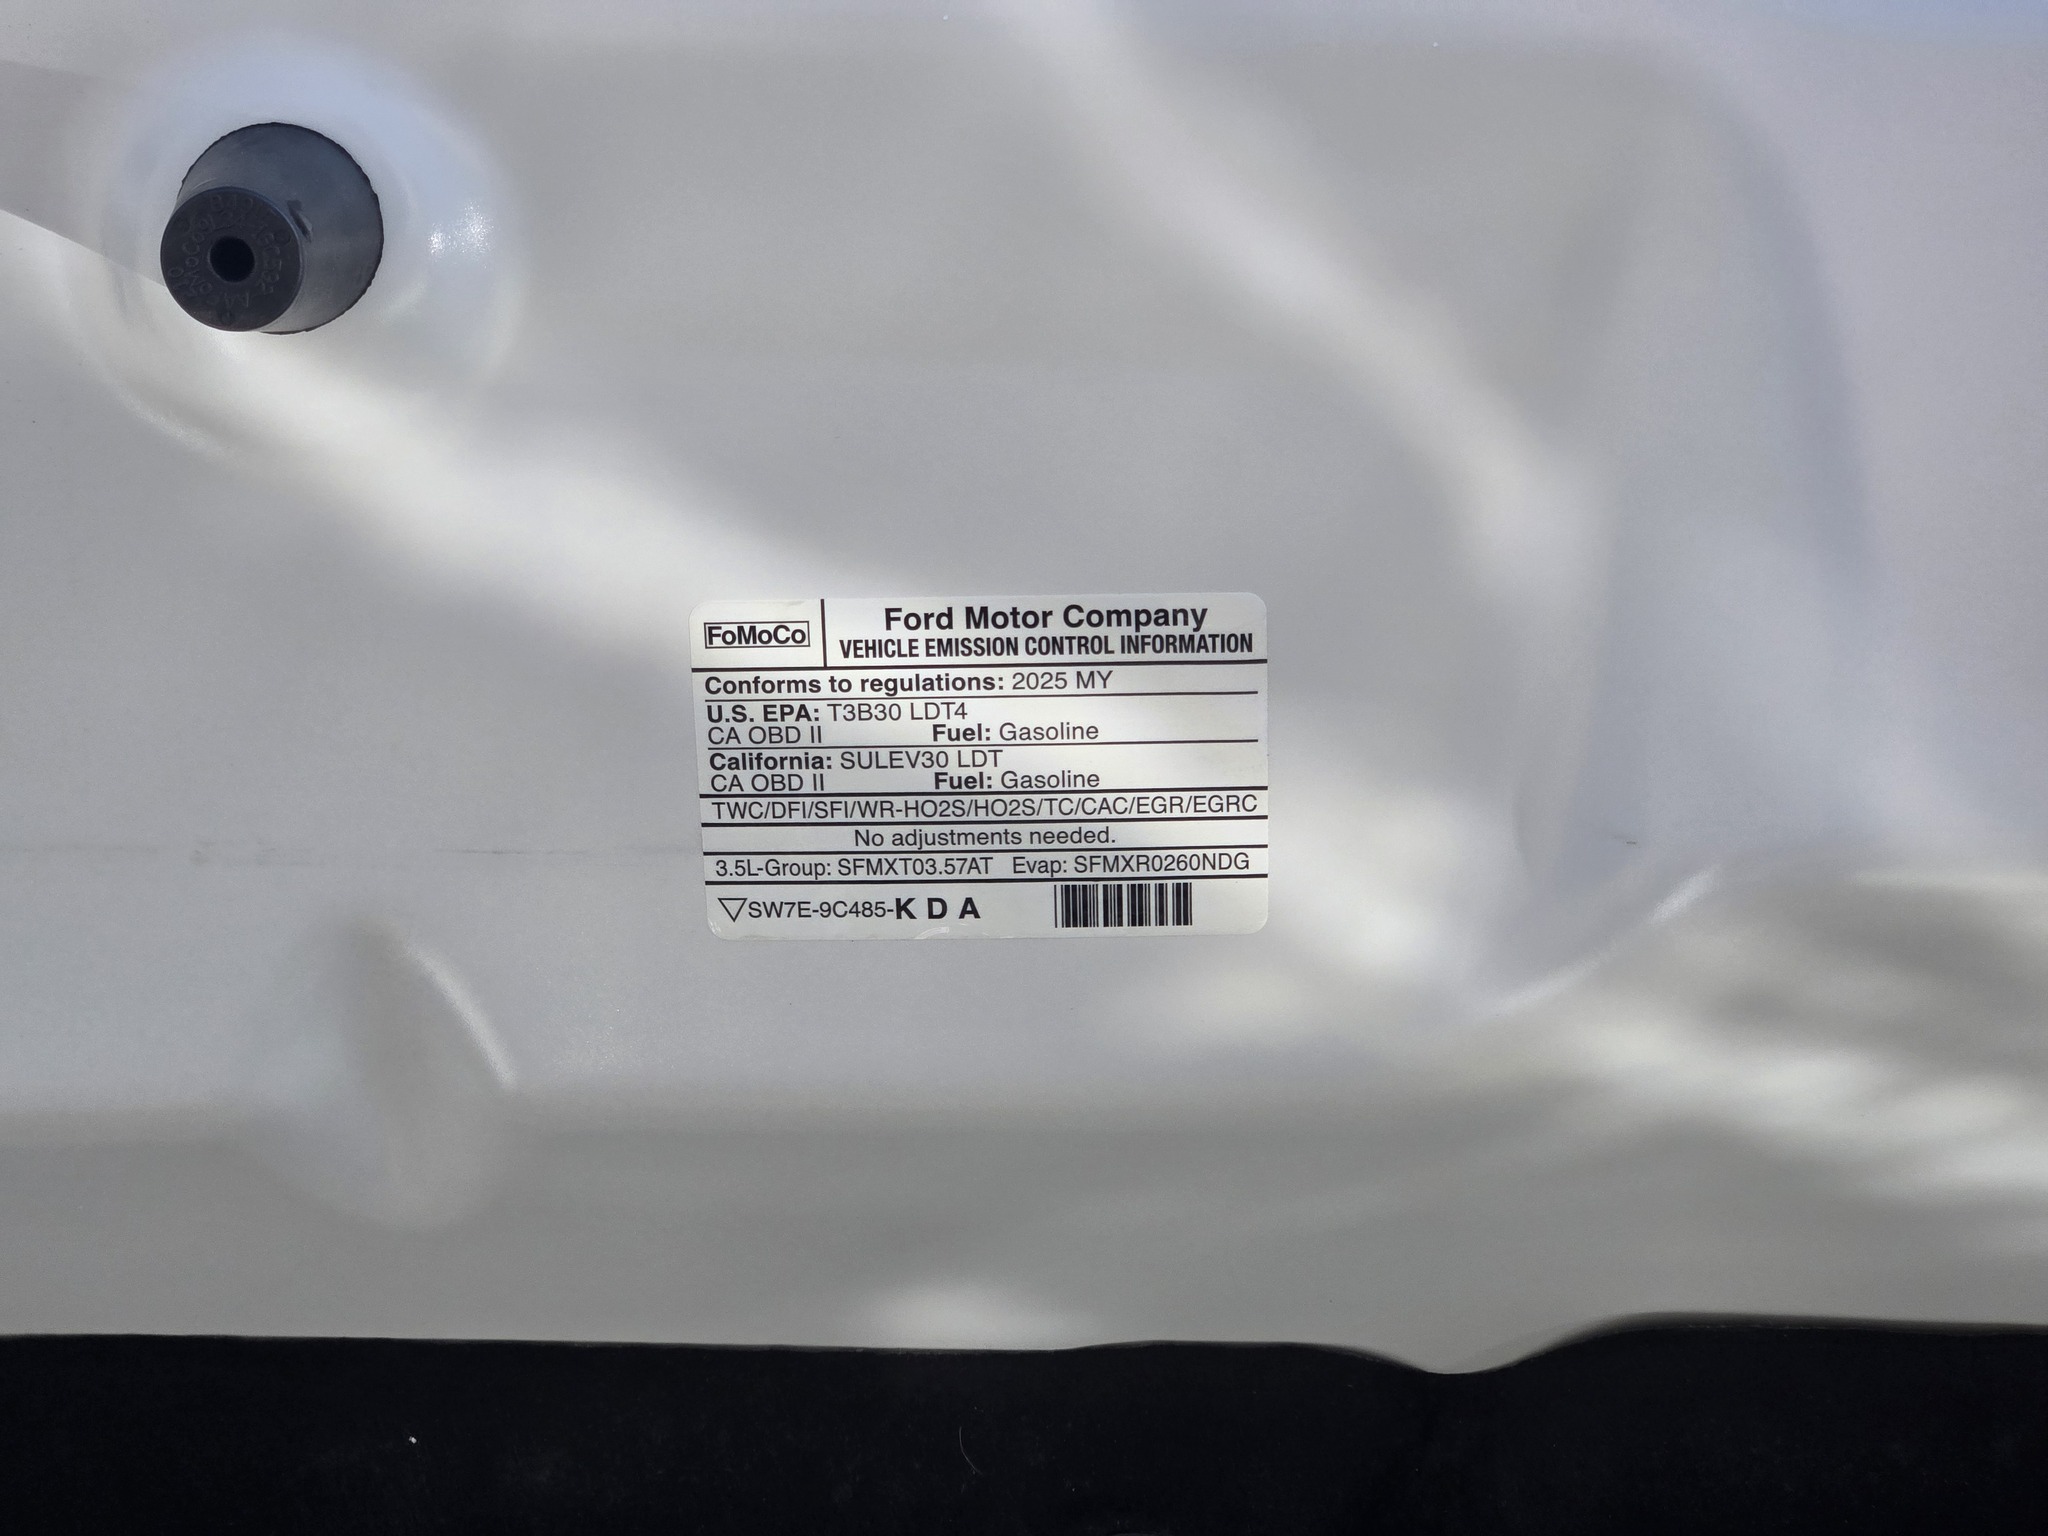 FoMoCo
Ford Motor Company
VEHICLE EMISSION CONTROL INFORMATION
Conforms to regulations: 2025 MY
U.S. EPA: T3B30 LDT4
CA OBD II Fuel: Gasoline
California: SULEV30 LDT
CA OBD II Fuel: Gasoline
TWC/DFI/SFI/WR-HO2S/HO2S/TC/CAC/EGR/EGRC
No adjustments needed.
3.5L-Group: SFMXT03.57AT Evap: SFMXR0260NDG
SW7E-9C485-K D A